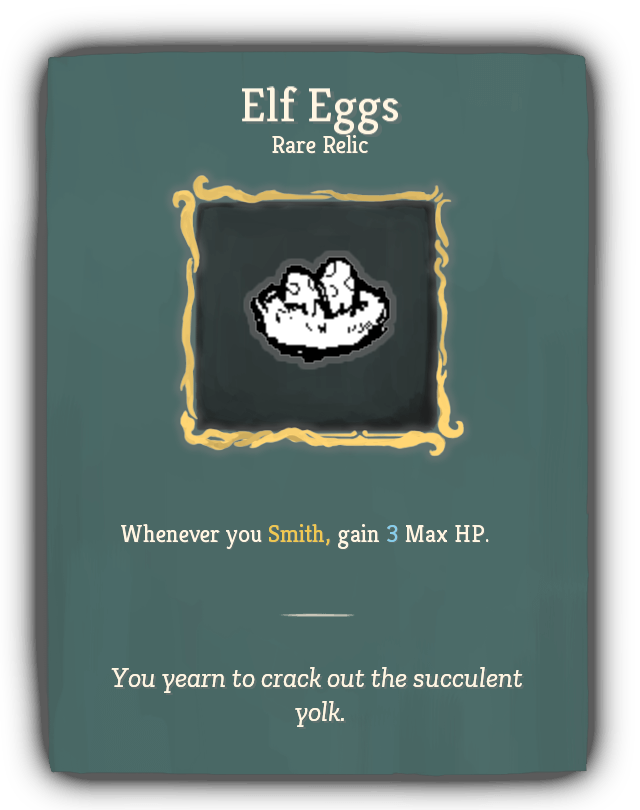 Elf Eggs
Rare Relic
Whenever you Smith, gain 3 Max HP.
You yearn to crack out the succulent
yolk.